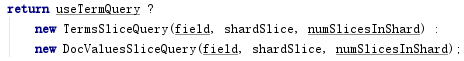 return useTermQuery ?
new TermsSliceQuery(field, shardSlice, numSlicesInShard) :
new DocValuesSliceQuery(field, shardSlice, numSlicesInShard);